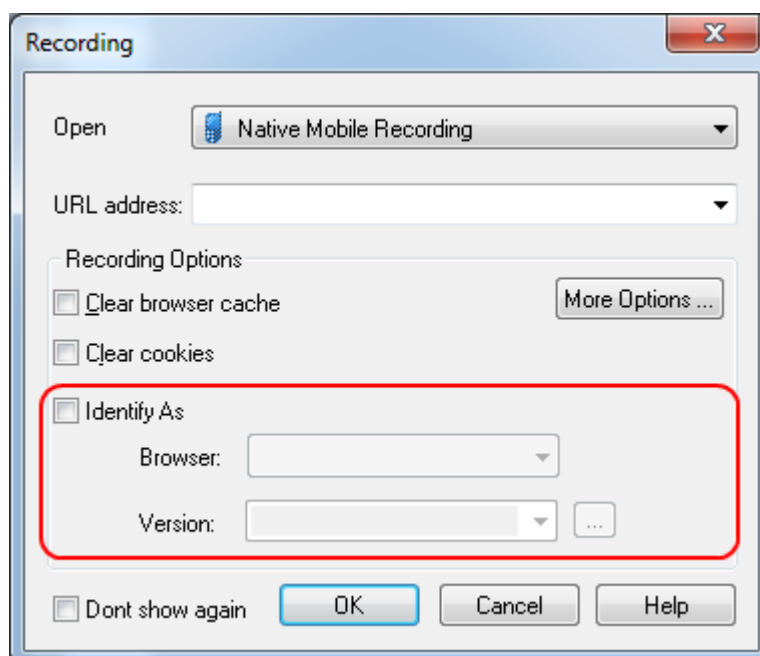 Recording
Open Native Mobile Recording
URL address:
Recording Options
Clear browser cache More Options ...
Clear cookies
Identify As
Browser:
Version: ...
Dont show again OK Cancel Help